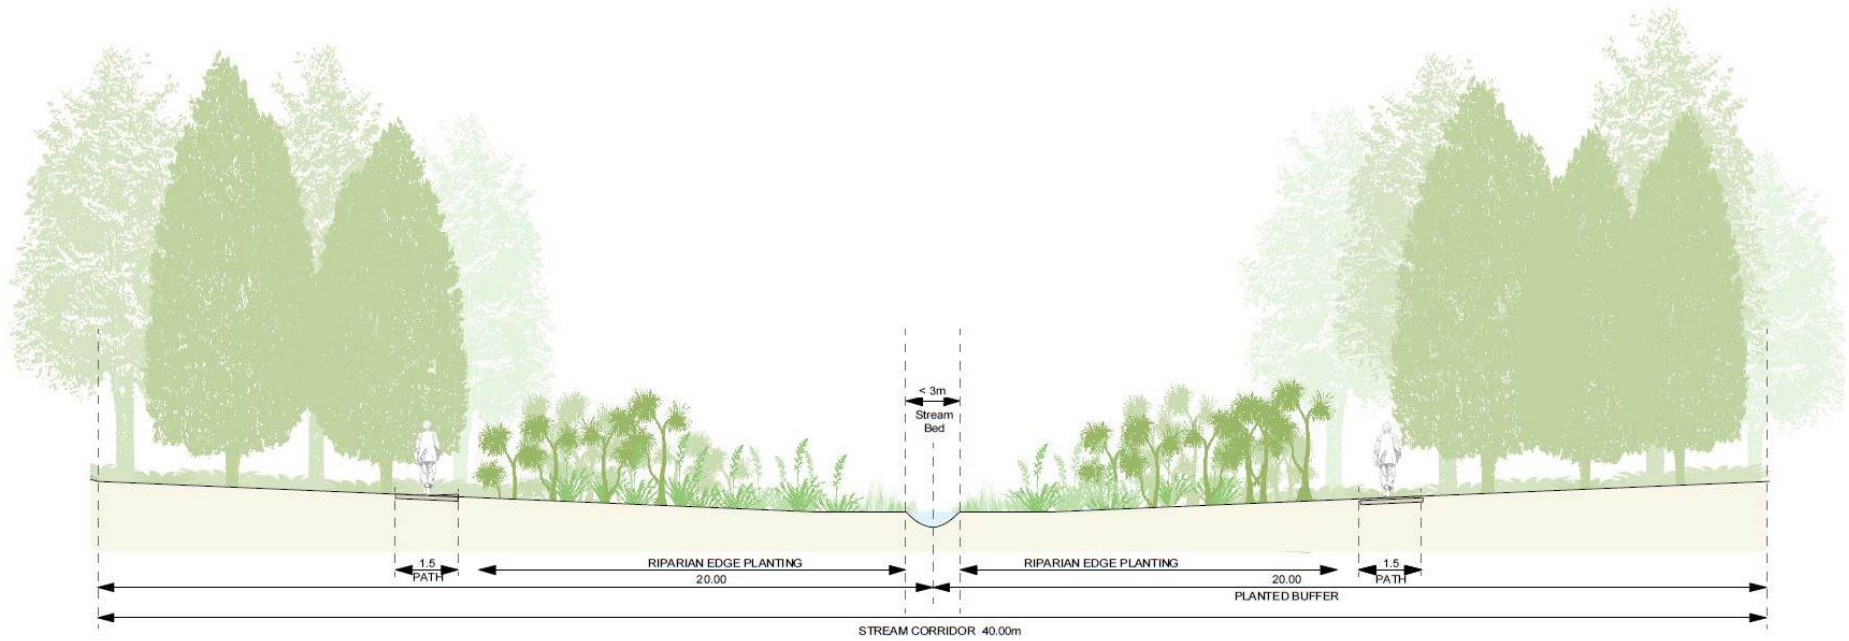 < 3m
Stream
Bed
1.5
PATH
RIPARIAN EDGE PLANTING
20.00
RIPARIAN EDGE PLANTING
20.00
1.5
PATH
PLANTED BUFFER
STREAM CORRIDOR 40.00m